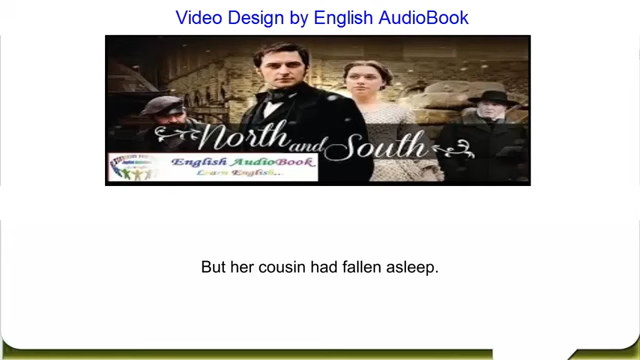 Video Design by English AudioBook
North and South
English AudioBook
Learn English...
But her cousin had fallen asleep.